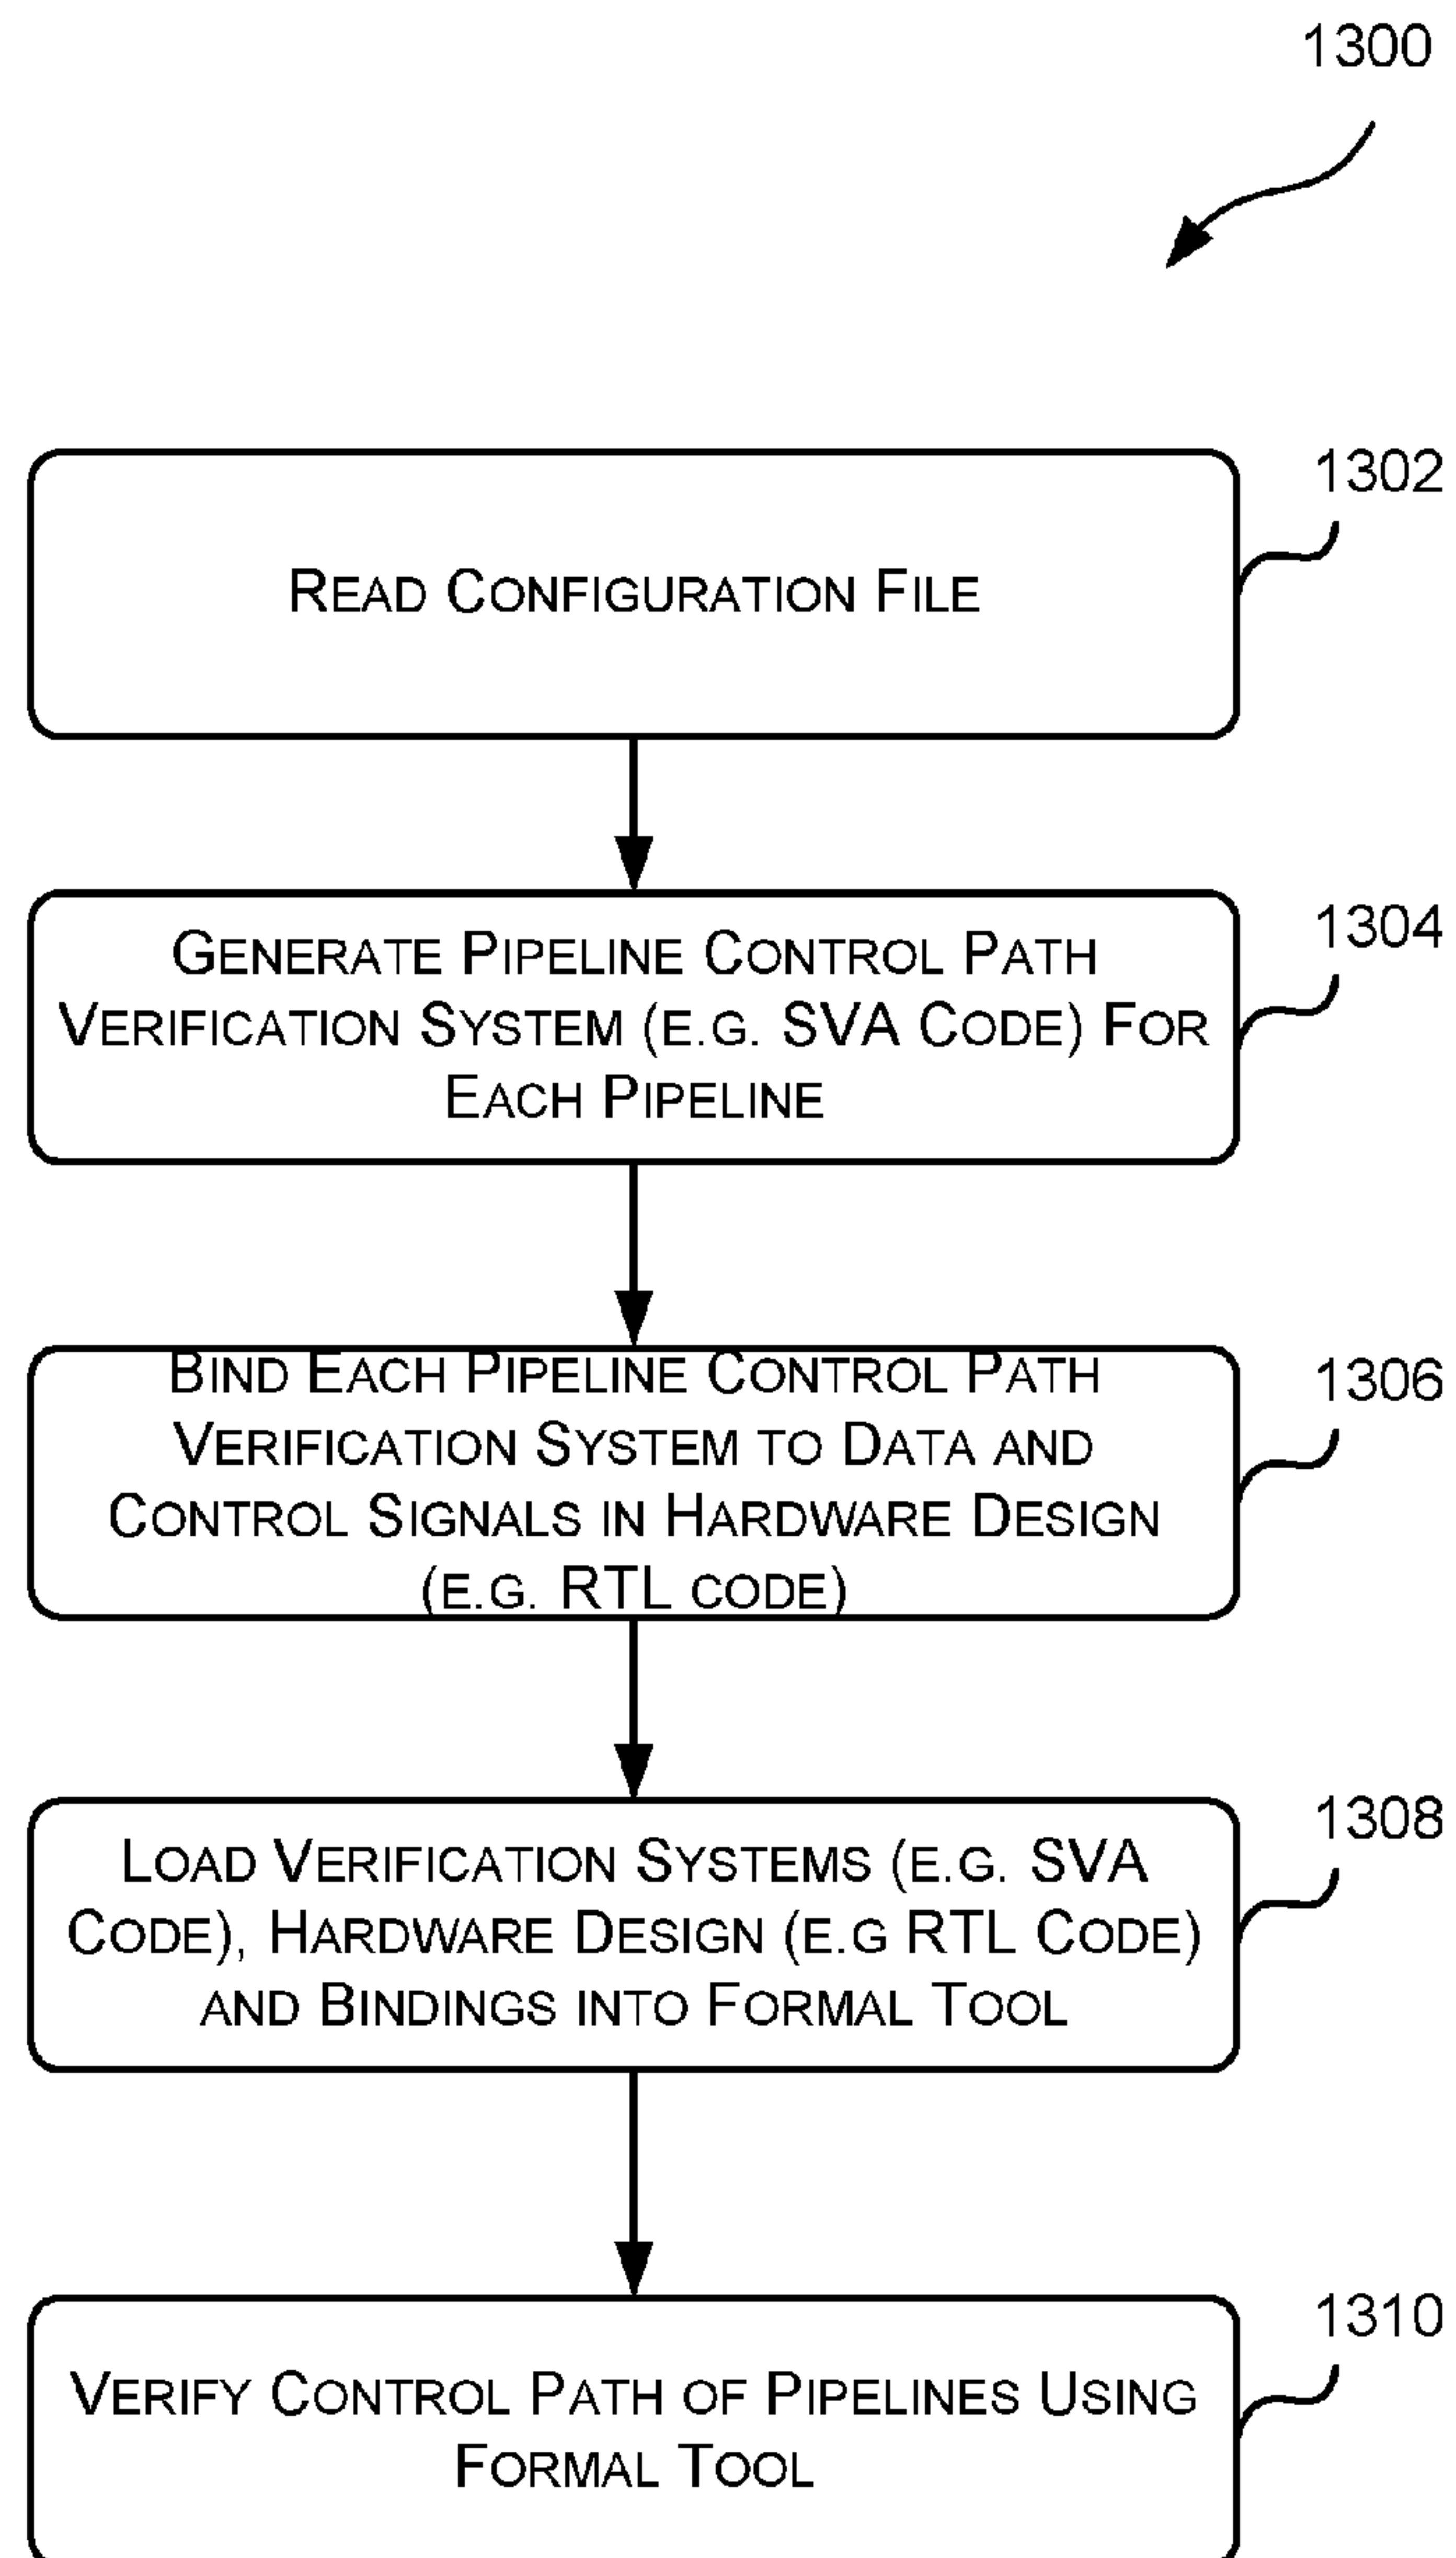 1300
1302
READ CONFIGURATION FILE
1304
GENERATE PIPELINE CONTROL PATH
VERIFICATION SYSTEM (E.G. SVA CODE) FOR
EACH PIPELINE
1306
BIND EACH PIPELINE CONTROL PATH
VERIFICATION SYSTEM TO DATA AND
CONTROL SIGNALS IN HARDWARE DESIGN
(E.G. RTL CODE)
1308
LOAD VERIFICATION SYSTEMS (E.G. SVA
CODE), HARDWARE DESIGN (E.G RTL CODE)
AND BINDINGS INTO FORMAL TOOL
1310
VERIFY CONTROL PATH OF PIPELINES USING
FORMAL TOOL